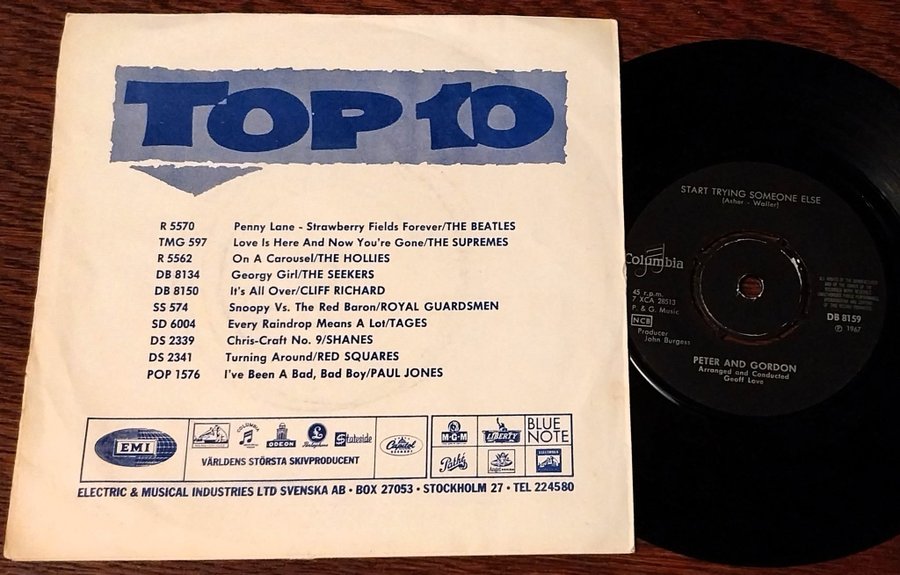 TOP 10
R 5570 Penny Lane - Strawberry Fields Forever/THE BEATLES
TMG 597 Love Is Here And Now You're Gone/THE SUPREMES
R 5562 On A Carousel/THE HOLLIES
DB 8134 Georgy Girl/THE SEEKERS
DB 8150 It's All Over/CLIFF RICHARD
SS 574 Snoopy Vs. The Red Baron/ROYAL GUARDSMEN
SD 6004 Every Raindrop Means A Lot/TAGES
DS 2339 Chris-Craft No. 9/SHANES
DS 2341 Turning Around/RED SQUARES
POP 1576 I've Been A Bad, Bad Boy/PAUL JONES
EMI
COLUMBIA
ODEON
Stateside
Capitol
M-G-M
LIBERTY
BLUE
NOTE
Pathé
VÄRLDENS STÖRSTA SKIVPRODUCENT
ELECTRIC & MUSICAL INDUSTRIES LTD SVENSKA AB • BOX 27053 • STOCKHOLM 27 • TEL 224580
START TRYING SOMEONE ELSE
(Asher - Waller)
Columbia
45 r.p.m.
7 XCA 28513
P. & G. Music
NCB
Producer
John Burgess
DB 8159
℗ 1967
PETER AND GORDON
Arranged and Conducted
Geoff Love